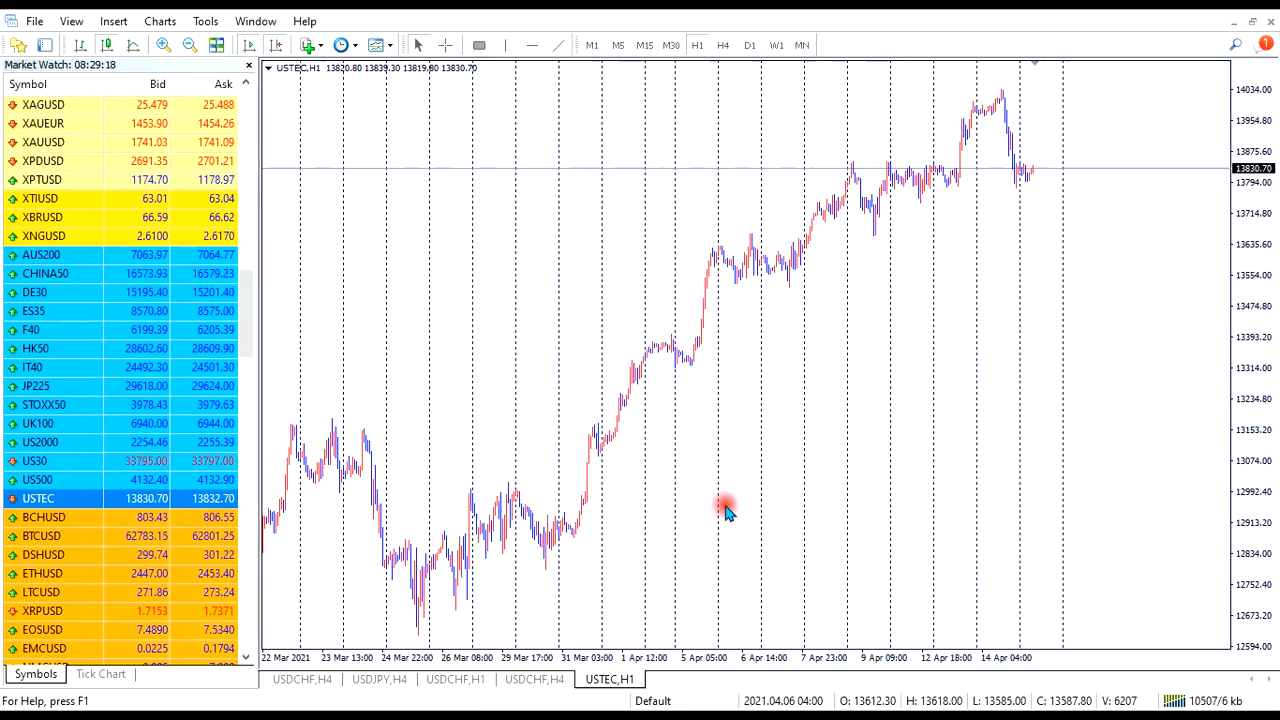 File View Insert Charts Tools Window Help
M1 M5 M15 M30 H1 H4 D1 W1 MN 1
Market Watch: 08:29:18
Symbol Bid Ask
XAGUSD 25.479 25.488
XAUEUR 1453.90 1454.26
XAUUSD 1741.03 1741.09
XPDUSD 2691.35 2701.21
XPTUSD 1174.70 1178.97
XTIUSD 63.01 63.04
XBRUSD 66.59 66.62
XNGUSD 2.6100 2.6170
AUS200 7063.97 7064.77
CHINA50 16573.93 16579.23
DE30 15195.40 15201.40
ES35 8570.80 8575.00
F40 6199.39 6205.39
HK50 28602.60 28609.90
IT40 24492.30 24501.30
JP225 29618.00 29624.00
STOXX50 3978.43 3979.63
UK100 6940.00 6944.00
US2000 2254.46 2255.39
US30 33795.00 33797.00
US500 4132.40 4132.90
USTEC 13830.70 13832.70
BCHUSD 803.43 806.55
BTCUSD 62783.15 62801.25
DSHUSD 299.74 301.22
ETHUSD 2447.00 2453.40
LTCUSD 271.86 273.24
XRPUSD 1.7153 1.7371
EOSUSD 7.4890 7.5340
EMCUSD 0.0225 0.1794
Symbols Tick Chart
USTEC,H1 13820.80 13839.30 13819.80 13830.70
14034.00
13954.80
13875.60
13830.70
13794.00
13714.80
13635.60
13554.00
13474.80
13393.20
13314.00
13234.80
13153.20
13074.00
12992.40
12913.20
12834.00
12752.40
12673.20
12594.00
22 Mar 2021 23 Mar 13:00 24 Mar 22:00 26 Mar 08:00 29 Mar 17:00 31 Mar 03:00 1 Apr 12:00 5 Apr 05:00 6 Apr 14:00 7 Apr 23:00 9 Apr 09:00 12 Apr 18:00 14 Apr 04:00
USDCHF,H4 USDJPY,H4 USDCHF,H1 USDCHF,H4 USTEC,H1
For Help, press F1 Default 2021.04.06 04:00 O: 13612.30 H: 13618.00 L: 13585.00 C: 13587.80 V: 6207 10507/6 kb